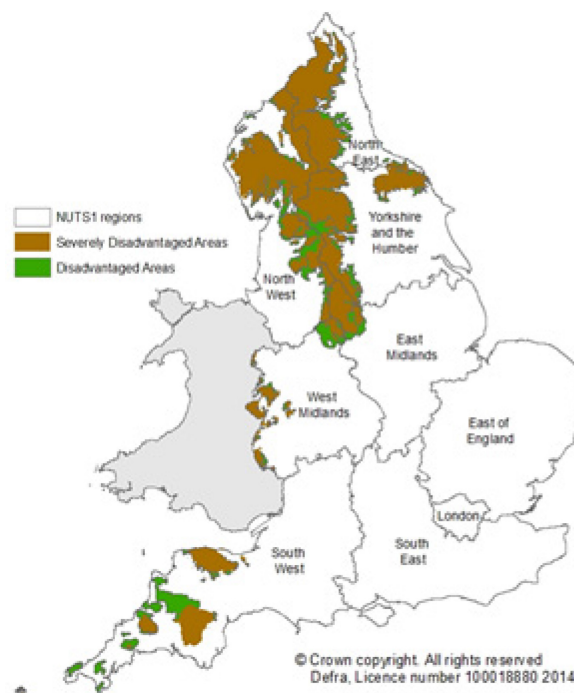 North
East
NUTS1 regions
Severely Disadvantaged Areas
Disadvantaged Areas
Yorkshire
and the
Humber
North
West
East
Midlands
West
Midlands
East of
England
London
South
West
South
East
© Crown copyright. All rights reserved
Defra, Licence number 100018880 2014
©